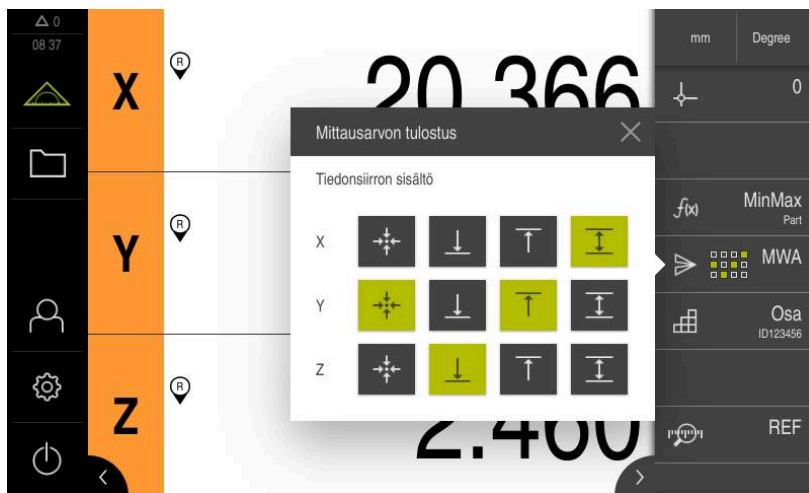 0
08 37
X
R
20.366
mm
Degree
0
Mittausarvon tulostus
Tiedonsiirron sisältö
X
Y
Z
Y
R
f(x)
MinMax
Part
MWA
Osa
ID123456
Z
R
2.460
REF